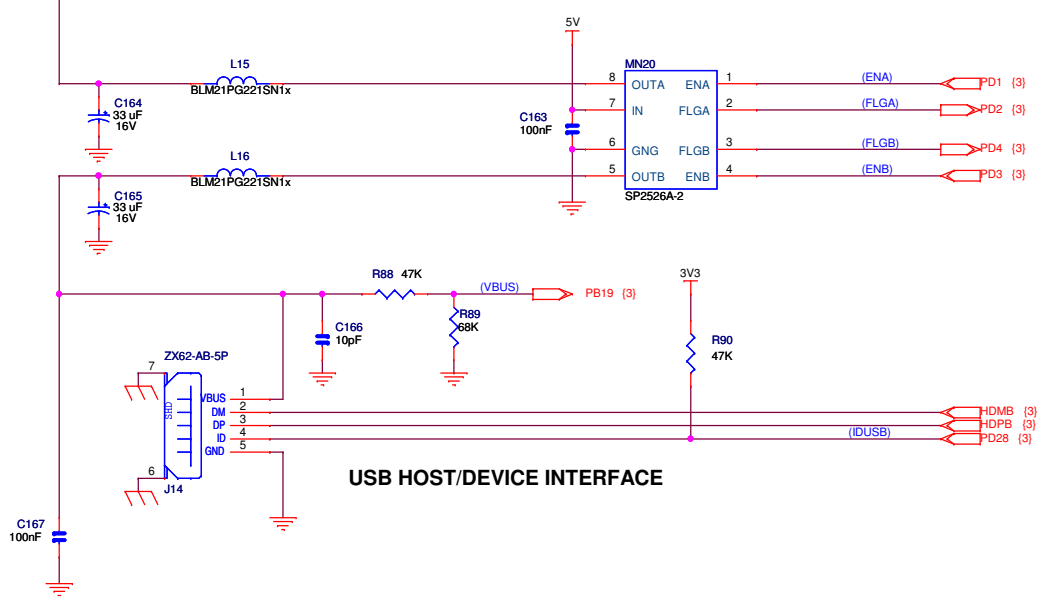 5V
L15
BLM21PG221SN1x
C164
33 uF
16V
C163
100nF
MN20
8 OUTA ENA 1 (ENA) PD1 {3}
7 IN FLGA 2 (FLGA) PD2 {3}
6 GNG FLGB 3 (FLGB) PD4 {3}
5 OUTB ENB 4 (ENB) PD3 {3}
SP2526A-2
L16
BLM21PG221SN1x
C165
33 uF
16V
R88 47K
(VBUS) PB19 {3}
3V3
C166
10pF
R89
68K
R90
47K
ZX62-AB-5P
7
SHD
VBUS 1
DM 2 HDMB {3}
DP 3 HDPB {3}
ID 4 (IDUSB) PD28 {3}
GND 5
6
J14
USB HOST/DEVICE INTERFACE
C167
100nF